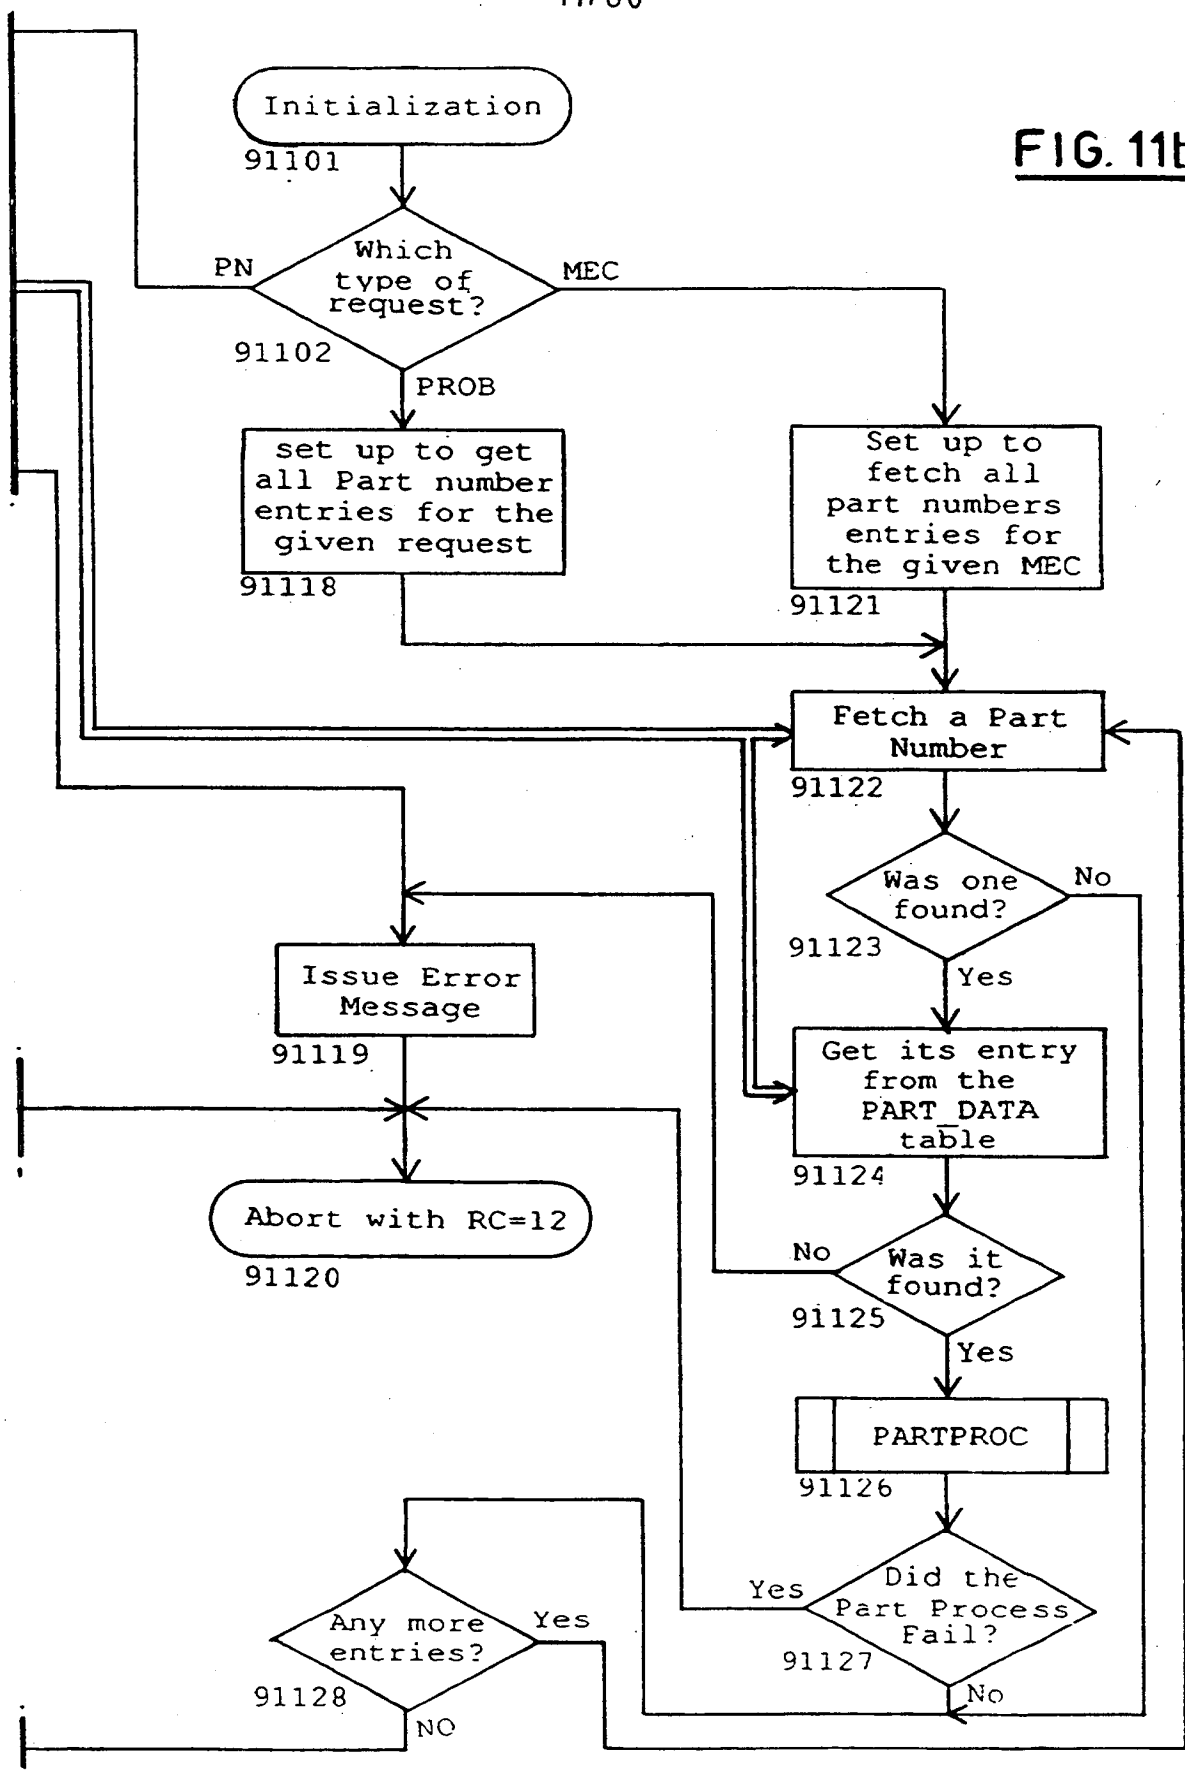 Initialization
91101
FIG. 11b
Which
type of
request?
PN
MEC
91102
PROB
set up to get
all Part number
entries for the
given request
91118
Set up to
fetch all
part numbers
entries for
the given MEC
91121
Fetch a Part
Number
91122
Was one
found?
No
91123
Yes
Issue Error
Message
91119
Get its entry
from the
PART_DATA
table
91124
Abort with RC=12
91120
No
Was it
found?
91125
Yes
PARTPROC
91126
Yes
Did the
Part Process
Fail?
91127
No
Any more
entries?
Yes
91128
NO